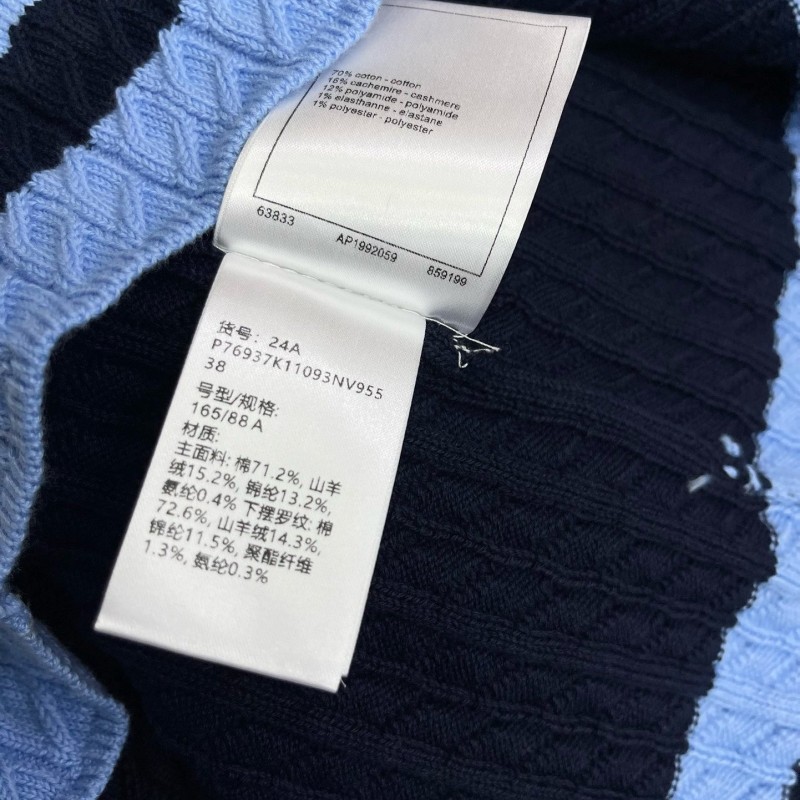 70% coton - cotton
16% cachemire - cashmere
12% polyamide - polyamide
1% elasthanne - elastane
1% polyester - polyester
63833
AP1992059
859199
货号: 24A
P76937K11093NV955
38
号型/规格:
165/88 A
材质:
主面料: 棉71.2%, 山羊
绒15.2%, 锦纶13.2%,
氨纶0.4% 下摆罗纹: 棉
72.6%, 山羊绒14.3%,
锦纶11.5%, 聚酯纤维
1.3%, 氨纶0.3%